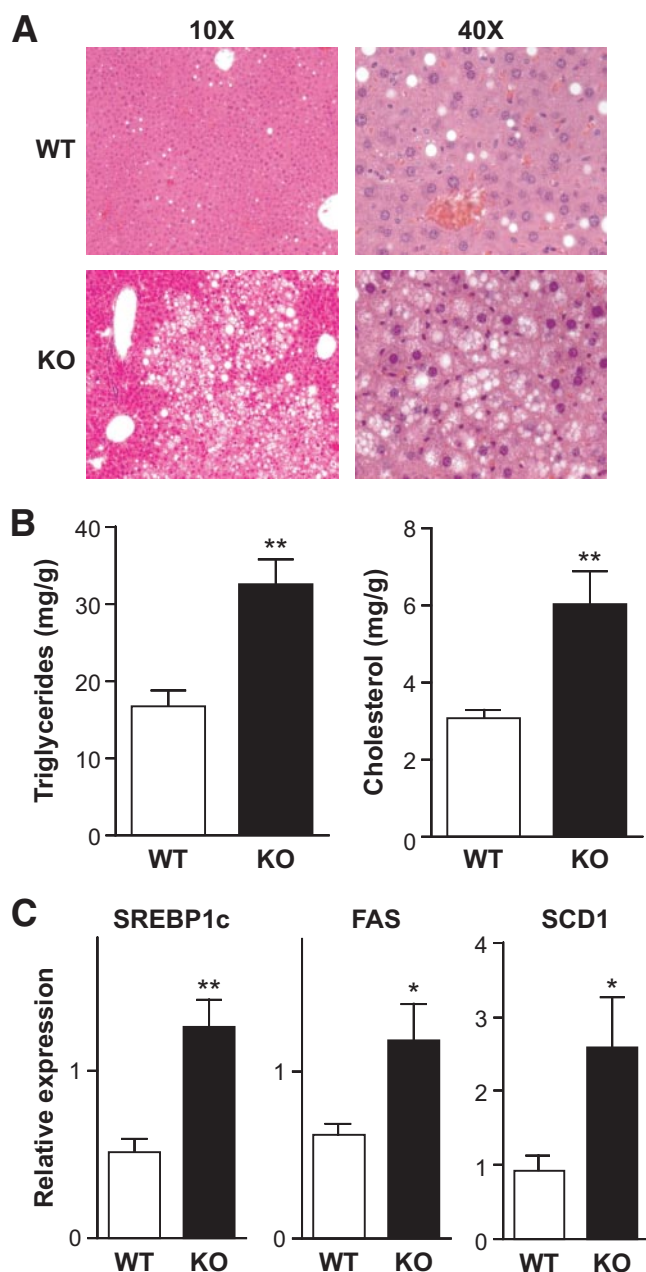 A
10X
40X
WT
KO
B
Triglycerides (mg/g)
40
30
20
10
0
**
WT
KO
Cholesterol (mg/g)
8
6
4
2
0
**
WT
KO
C
Relative expression
SREBP1c
1
0
**
WT
KO
FAS
1
0
*
WT
KO
SCD1
4
3
2
1
0
*
WT
KO